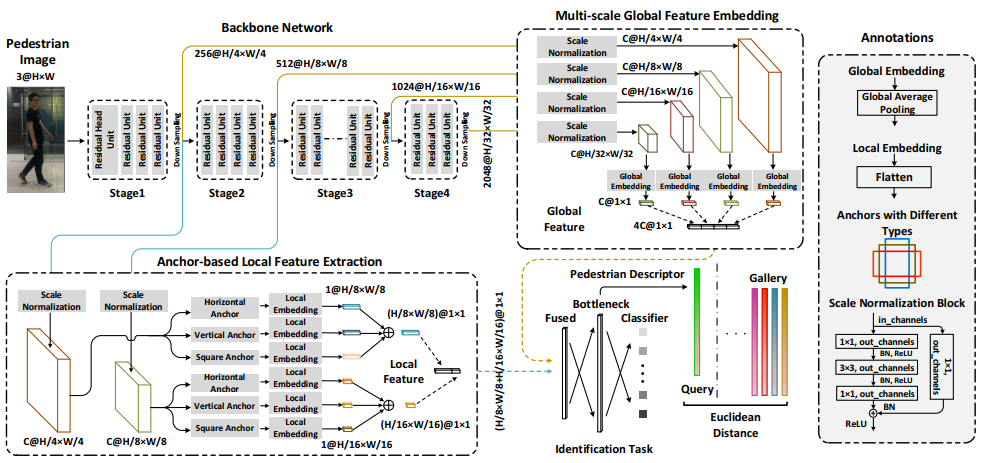 Backbone Network
Pedestrian
Image
3@H×W
256@H/4×W/4
512@H/8×W/8
1024@H/16×W/16
2048@H/32×W/32
Residual Head
Unit
Residual Unit
Residual Unit
Residual Unit
Down Sampling
Residual Unit
Residual Unit
Residual Unit
Residual Unit
Down Sampling
Residual Unit
Residual Unit
Residual Unit
Residual Unit
Down Sampling
Residual Unit
Residual Unit
Residual Unit
Down Sampling
Stage1
Stage2
Stage3
Stage4
Multi-scale Global Feature Embedding
Scale
Normalization
C@H/4×W/4
Scale
Normalization
C@H/8×W/8
Scale
Normalization
C@H/16×W/16
Scale
Normalization
C@H/32×W/32
Global
Embedding
Global
Embedding
Global
Embedding
Global
Embedding
C@1×1
Global
Feature
4C@1×1
Annotations
Global Embedding
Global Average
Pooling
Local Embedding
Flatten
Anchors with Different
Types
Scale Normalization Block
in_channels
1×1, out_channels
BN, ReLU
3×3, out_channels
BN, ReLU
1×1, out_channels
BN
1×1,
out_channels
ReLU
Anchor-based Local Feature Extraction
Scale
Normalization
Scale
Normalization
C@H/4×W/4
C@H/8×W/8
Horizontal
Anchor
Vertical Anchor
Square Anchor
Horizontal
Anchor
Vertical Anchor
Square Anchor
Local
Embedding
Local
Embedding
Local
Embedding
Local
Embedding
Local
Embedding
Local
Embedding
1@H/8×W/8
(H/8×W/8)@1×1
Local
Feature
(H/16×W/16)@1×1
1@H/16×W/16
(H/8×W/8+H/16×W/16)@1×1
Pedestrian Descriptor
Bottleneck
Fused
Classifier
Identification Task
Gallery
Query
Euclidean
Distance